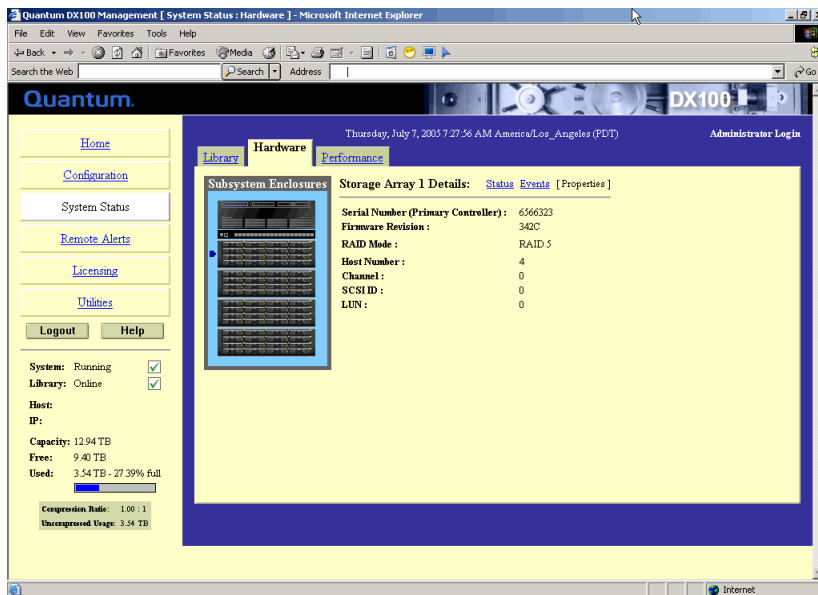 Quantum DX100 Management [ System Status : Hardware ] - Microsoft Internet Explorer
File Edit View Favorites Tools Help
Back Favorites Media
Search the Web Search Address Go
Quantum. DX100
Thursday, July 7, 2005 7:27:56 AM America/Los_Angeles (PDT) Administrator Login
Home
Configuration
System Status
Remote Alerts
Licensing
Utilities
Logout Help
System: Running
Library: Online
Host:
IP:
Capacity: 12.94 TB
Free: 9.40 TB
Used: 3.54 TB - 27.39% full
Compression Ratio: 1.00 : 1
Uncompressed Usage: 3.54 TB
Library Hardware Performance
Subsystem Enclosures
Storage Array 1 Details: Status Events [ Properties ]
Serial Number (Primary Controller) : 6566323
Firmware Revision : 342C
RAID Mode : RAID 5
Host Number : 4
Channel : 0
SCSI ID : 0
LUN : 0
Internet